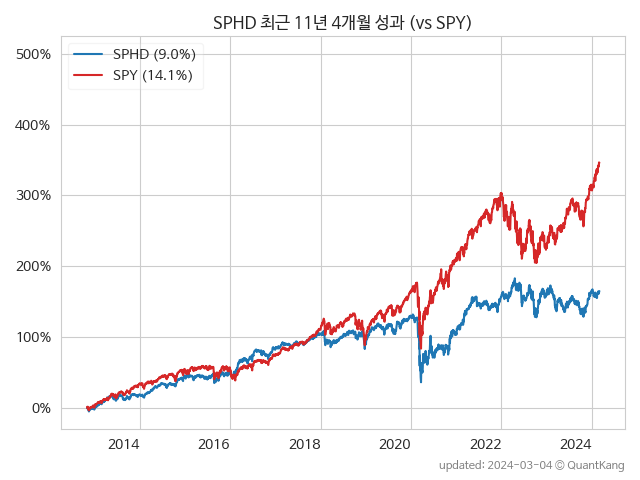 SPHD 최근 11년 4개월 성과 (vs SPY)
SPHD (9.0%)
SPY (14.1%)
500%
400%
300%
200%
100%
0%
2014 2016 2018 2020 2022 2024
updated: 2024-03-04 © QuantKang